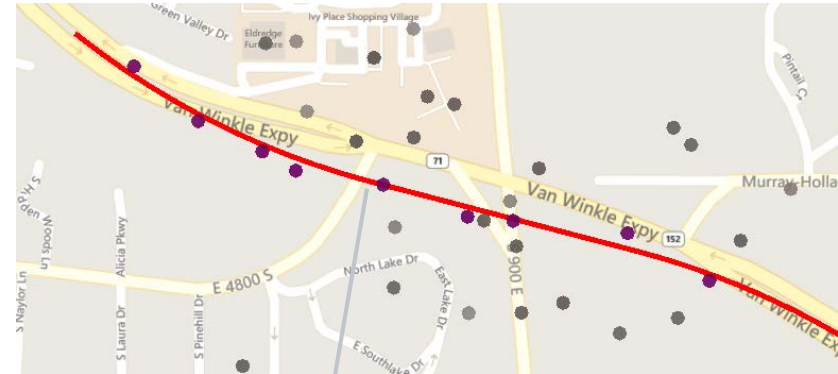 Green Valley Dr
Ivy Place Shopping Village
Eldredge
Furniture
Pintail Ct
Van Winkle Expy
71
Murray-Holla
Van Winkle Expy
152
S Naylor Ln
Woods Ln
Alicia Pkwy
E 4800 S
North Lake Dr
East Lake Dr
900 E
S Laura Dr
S Pinehill Dr
E Southlake Dr
Van Winkle Exp